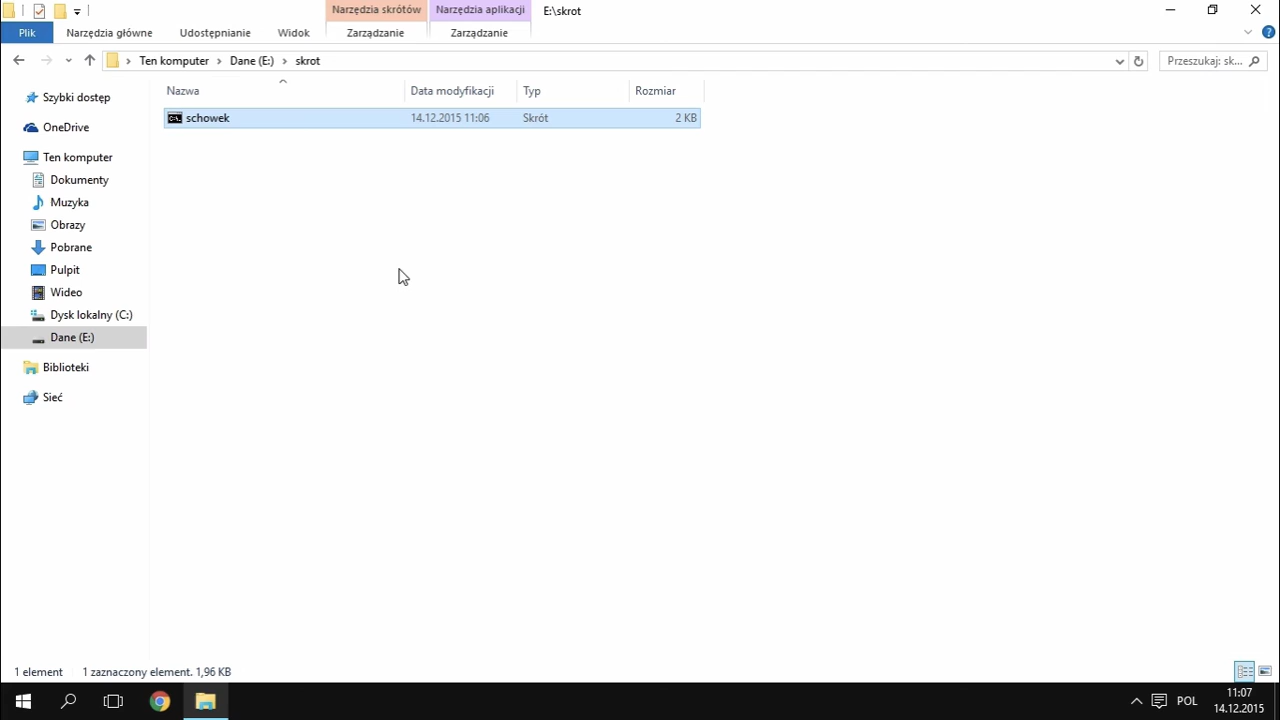 Narzędzia skrótów
Narzędzia aplikacji
E:\skrot
Plik
Narzędzia główne
Udostępnianie
Widok
Zarządzanie
Zarządzanie
Ten komputer
Dane (E:)
skrot
Przeszukaj: sk...
Nazwa
Data modyfikacji
Typ
Rozmiar
schowek
14.12.2015 11:06
Skrót
2 KB
Szybki dostęp
OneDrive
Ten komputer
Dokumenty
Muzyka
Obrazy
Pobrane
Pulpit
Wideo
Dysk lokalny (C:)
Dane (E:)
Biblioteki
Sieć
1 element
1 zaznaczony element. 1,96 KB
POL
11:07
14.12.2015